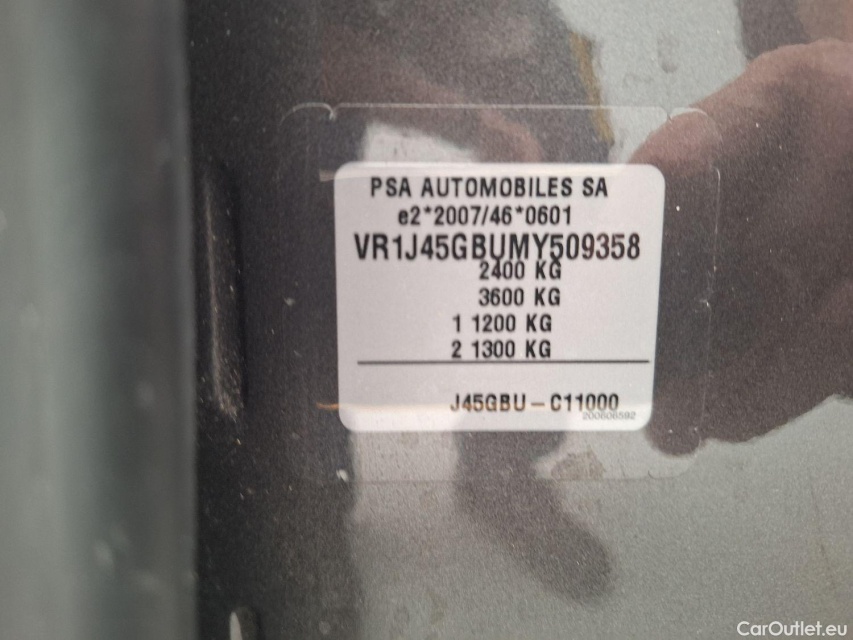 PSA AUTOMOBILES SA
e2*2007/46*0601
VR1J45GBUMY509358
2400 KG
3600 KG
1 1200 KG
2 1300 KG
J45GBU-C11000
200606592
CarOutlet.eu